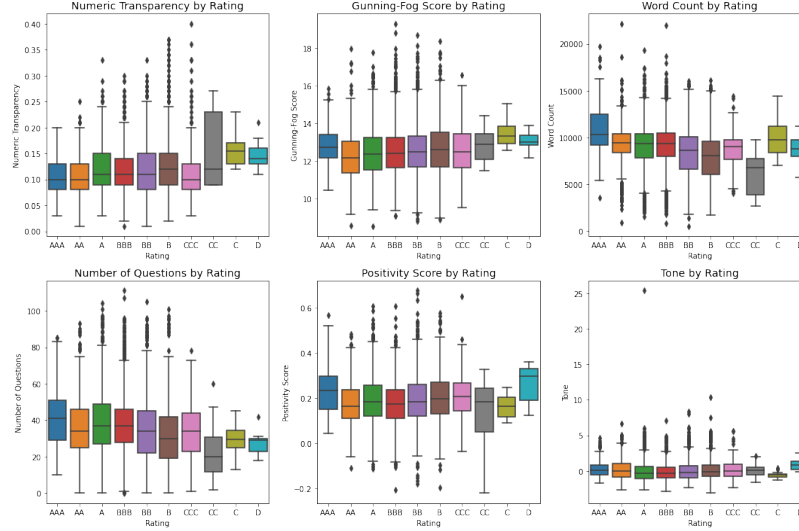 Numeric Transparency by Rating
Numeric Transparency
0.40
0.35
0.30
0.25
0.20
0.15
0.10
0.05
0.00
AAA AA A BBB BB B CCC CC C D
Rating
Gunning-Fog Score by Rating
Gunning-Fog Score
18
16
14
12
10
AAA AA A BBB BB B CCC CC C D
Rating
Word Count by Rating
Word Count
20000
15000
10000
5000
0
AAA AA A BBB BB B CCC CC C D
Rating
Number of Questions by Rating
Number of Questions
100
80
60
40
20
0
AAA AA A BBB BB B CCC CC C D
Rating
Positivity Score by Rating
Positivity Score
0.6
0.4
0.2
0.0
−0.2
AAA AA A BBB BB B CCC CC C D
Rating
Tone by Rating
Tone
25
20
15
10
5
0
AAA AA A BBB BB B CCC CC C D
Rating